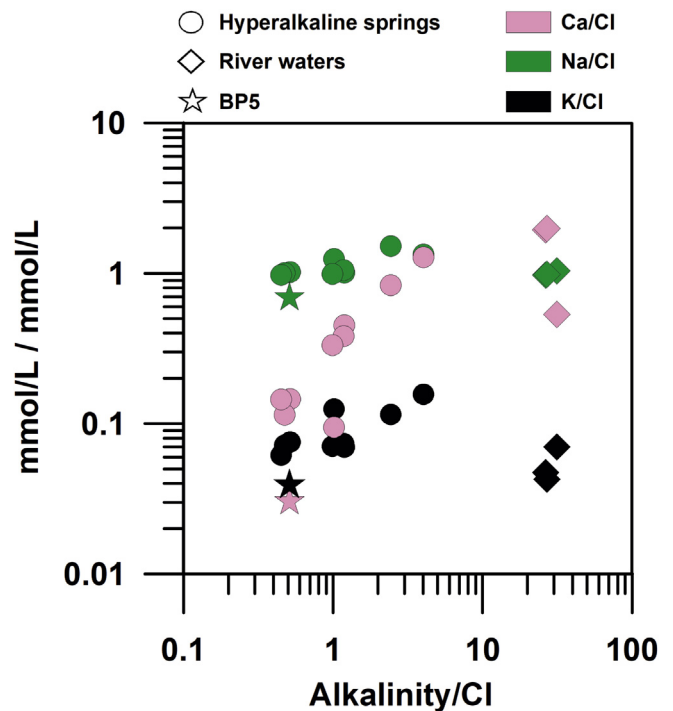 Hyperalkaline springs
Ca/Cl
River waters
Na/Cl
BP5
K/Cl
10
1
0.1
0.01
mmol/L / mmol/L
0.1
1
10
100
Alkalinity/Cl